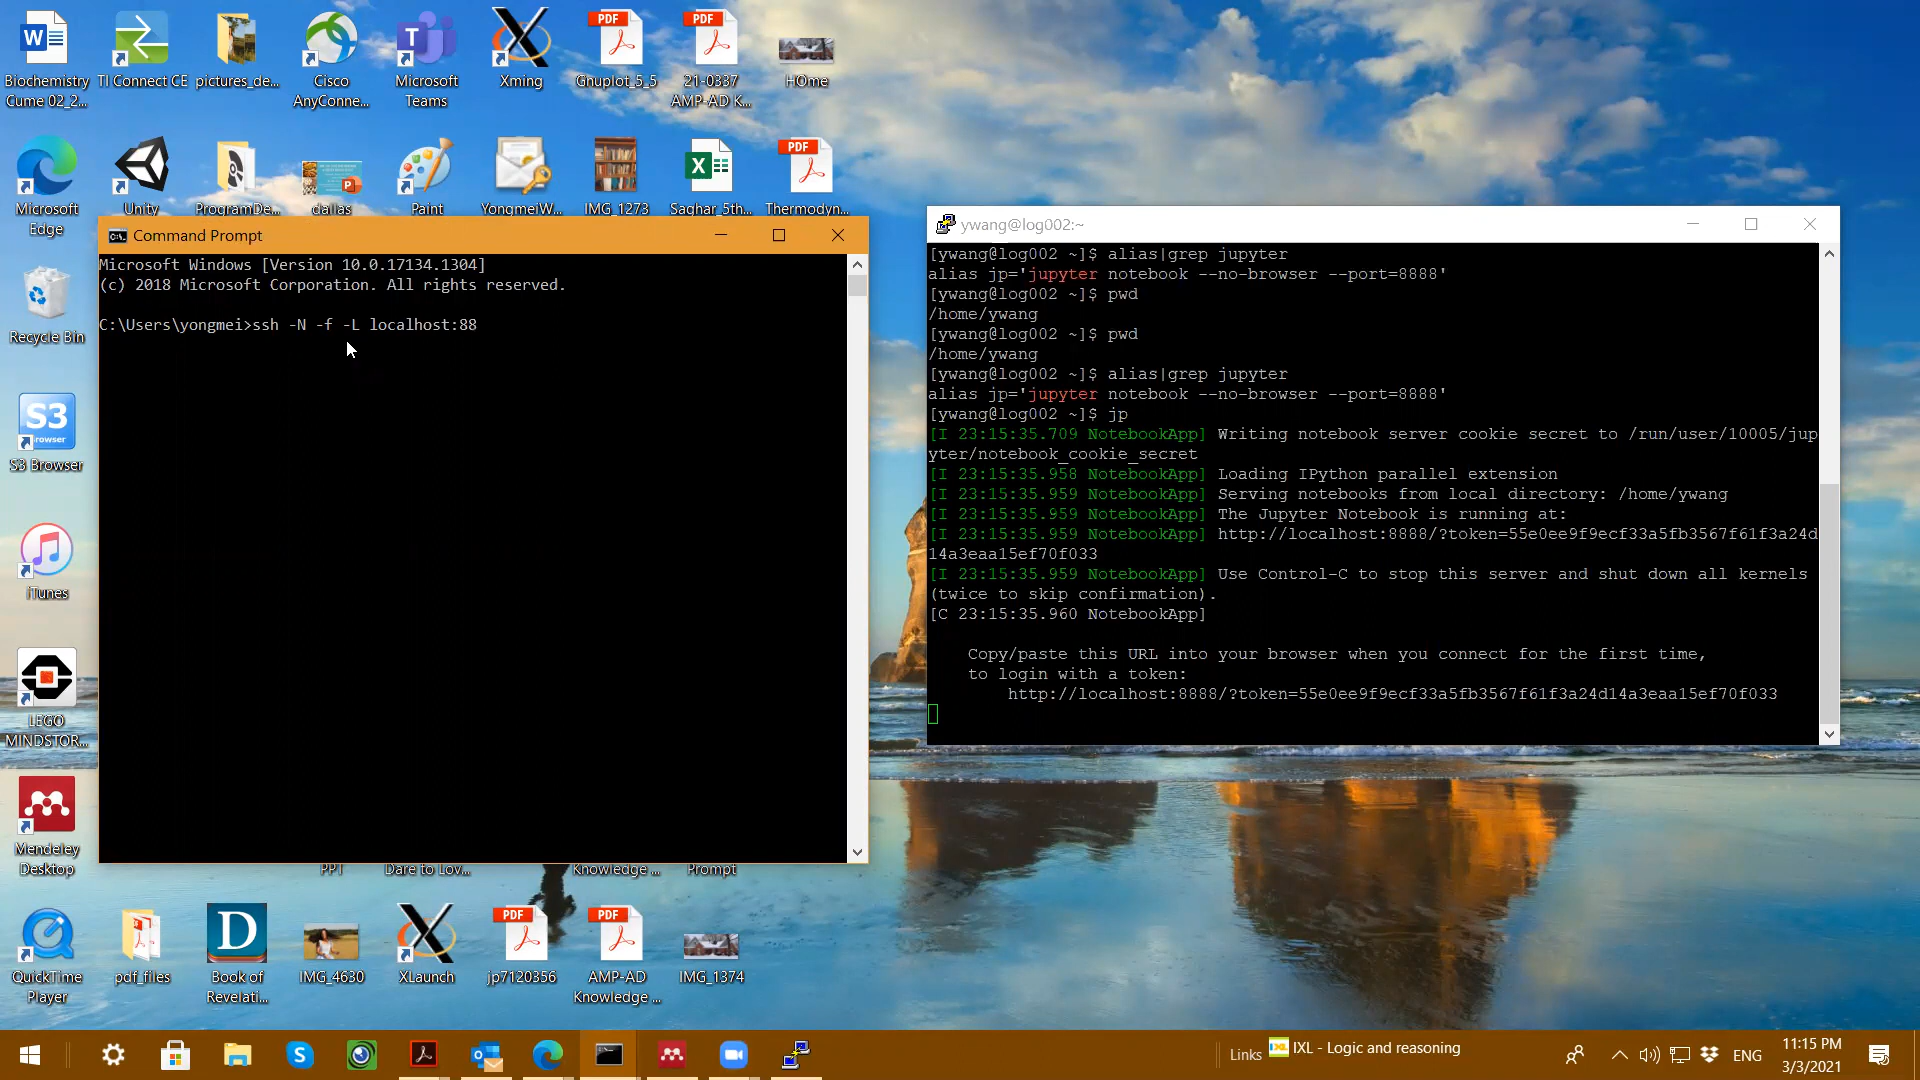 Biochemistry
Cume 02_2...
TI Connect CE
pictures_de...
Cisco
AnyConne...
Microsoft
Teams
Xming
PDF
Gnuplot_5_5
PDF
21-0337
AMP-AD K...
HOme
Microsoft
Edge
Unity
ProgramDe...
dallas
Paint
YongmeiW...
IMG_1273
Saghar_5th...
PDF
Thermodyn...
Recycle Bin
S3
Browser
S3 Browser
iTunes
LEGO
MINDSTOR...
Mendeley
Desktop
Command Prompt
Microsoft Windows [Version 10.0.17134.1304]
(c) 2018 Microsoft Corporation. All rights reserved.
C:\Users\yongmei>ssh -N -f -L localhost:88
ywang@log002:~
[ywang@log002 ~]$ alias|grep jupyter
alias jp='jupyter notebook --no-browser --port=8888'
[ywang@log002 ~]$ pwd
/home/ywang
[ywang@log002 ~]$ pwd
/home/ywang
[ywang@log002 ~]$ alias|grep jupyter
alias jp='jupyter notebook --no-browser --port=8888'
[ywang@log002 ~]$ jp
[I 23:15:35.709 NotebookApp] Writing notebook server cookie secret to /run/user/10005/jup
yter/notebook_cookie_secret
[I 23:15:35.958 NotebookApp] Loading IPython parallel extension
[I 23:15:35.959 NotebookApp] Serving notebooks from local directory: /home/ywang
[I 23:15:35.959 NotebookApp] The Jupyter Notebook is running at:
[I 23:15:35.959 NotebookApp] http://localhost:8888/?token=55e0ee9f9ecf33a5fb3567f61f3a24d
14a3eaa15ef70f033
[I 23:15:35.959 NotebookApp] Use Control-C to stop this server and shut down all kernels
(twice to skip confirmation).
[C 23:15:35.960 NotebookApp]
Copy/paste this URL into your browser when you connect for the first time,
to login with a token:
http://localhost:8888/?token=55e0ee9f9ecf33a5fb3567f61f3a24d14a3eaa15ef70f033
PPT
Dare to Lov...
Knowledge ...
Prompt
QuickTime
Player
pdf_files
D
Book of
Revelati...
IMG_4630
XLaunch
PDF
jp7120356
PDF
AMP-AD
Knowledge ...
IMG_1374
Links
IXL - Logic and reasoning
ENG
11:15 PM
3/3/2021